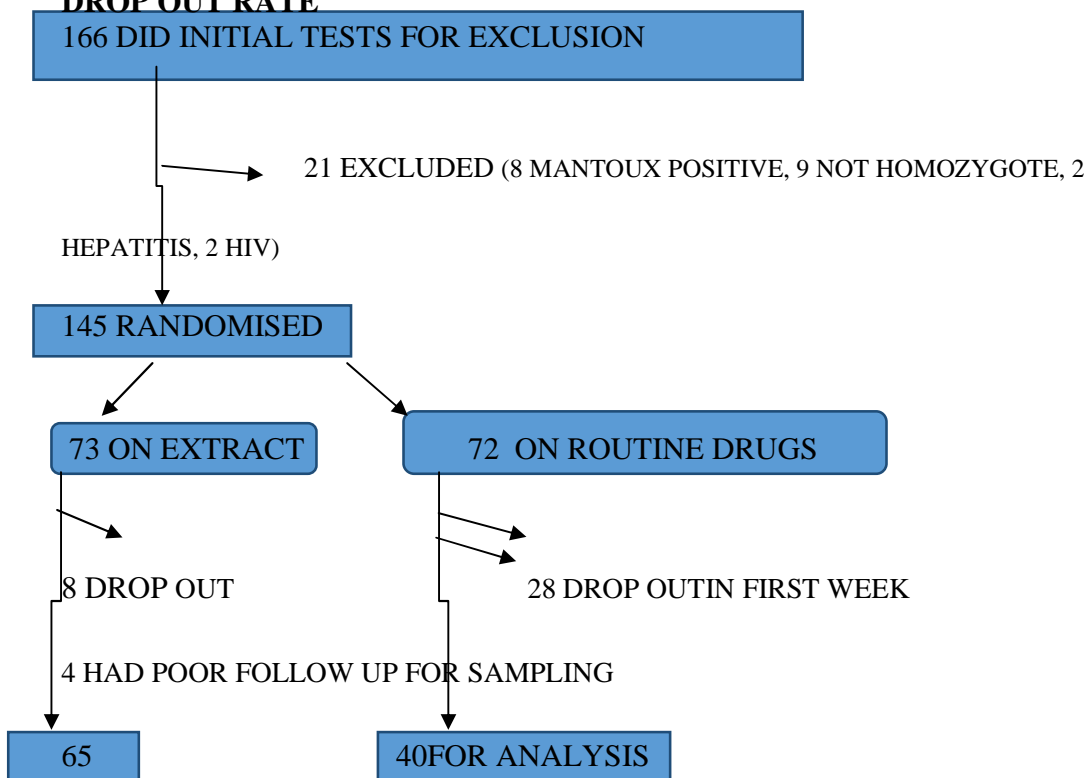 DROP OUT RATE
166 DID INITIAL TESTS FOR EXCLUSION
21 EXCLUDED (8 MANTOUX POSITIVE, 9 NOT HOMOZYGOTE, 2
HEPATITIS, 2 HIV)
145 RANDOMISED
73 ON EXTRACT
72 ON ROUTINE DRUGS
8 DROP OUT
28 DROP OUTIN FIRST WEEK
4 HAD POOR FOLLOW UP FOR SAMPLING
65
40FOR ANALYSIS